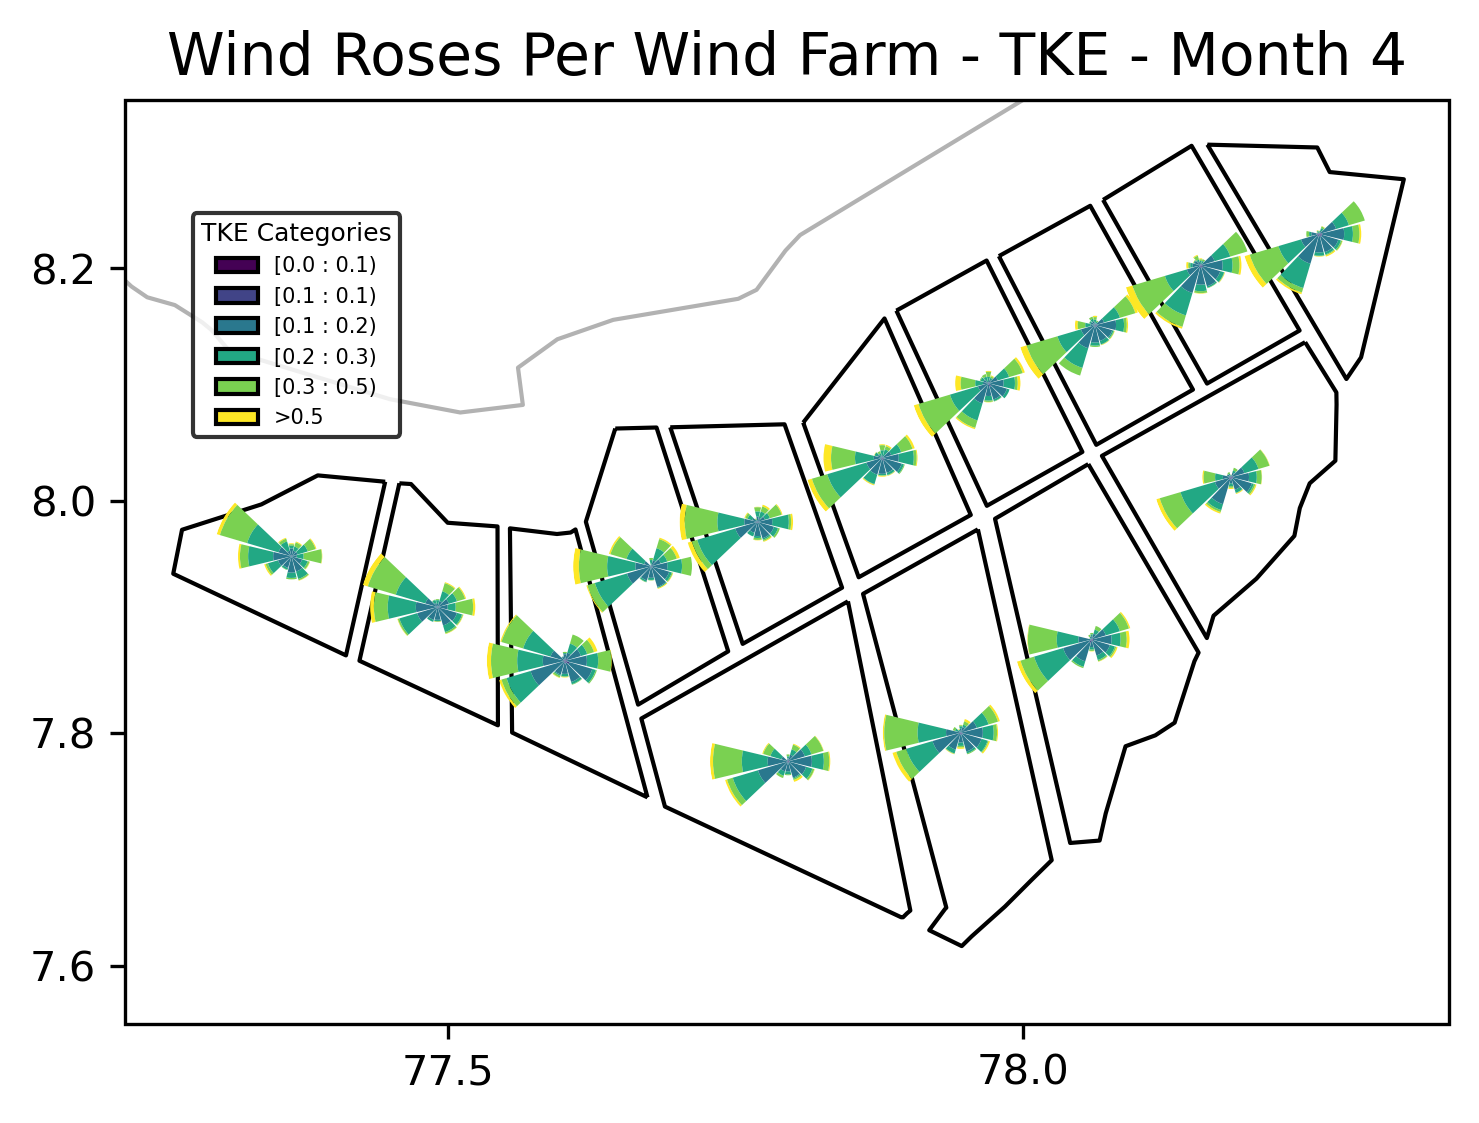 Wind Roses Per Wind Farm - TKE - Month 4
TKE Categories
[0.0 : 0.1)
[0.1 : 0.1)
[0.1 : 0.2)
[0.2 : 0.3)
[0.3 : 0.5)
>0.5
8.2
8.0
7.8
7.6
77.5
78.0